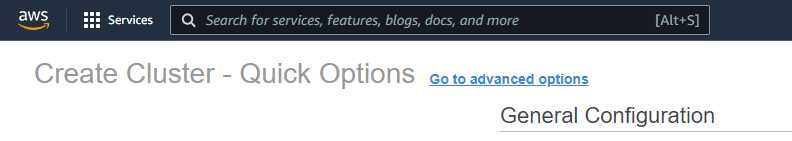 aws Services Search for services, features, blogs, docs, and more [Alt+S]
Create Cluster - Quick Options Go to advanced options
General Configuration